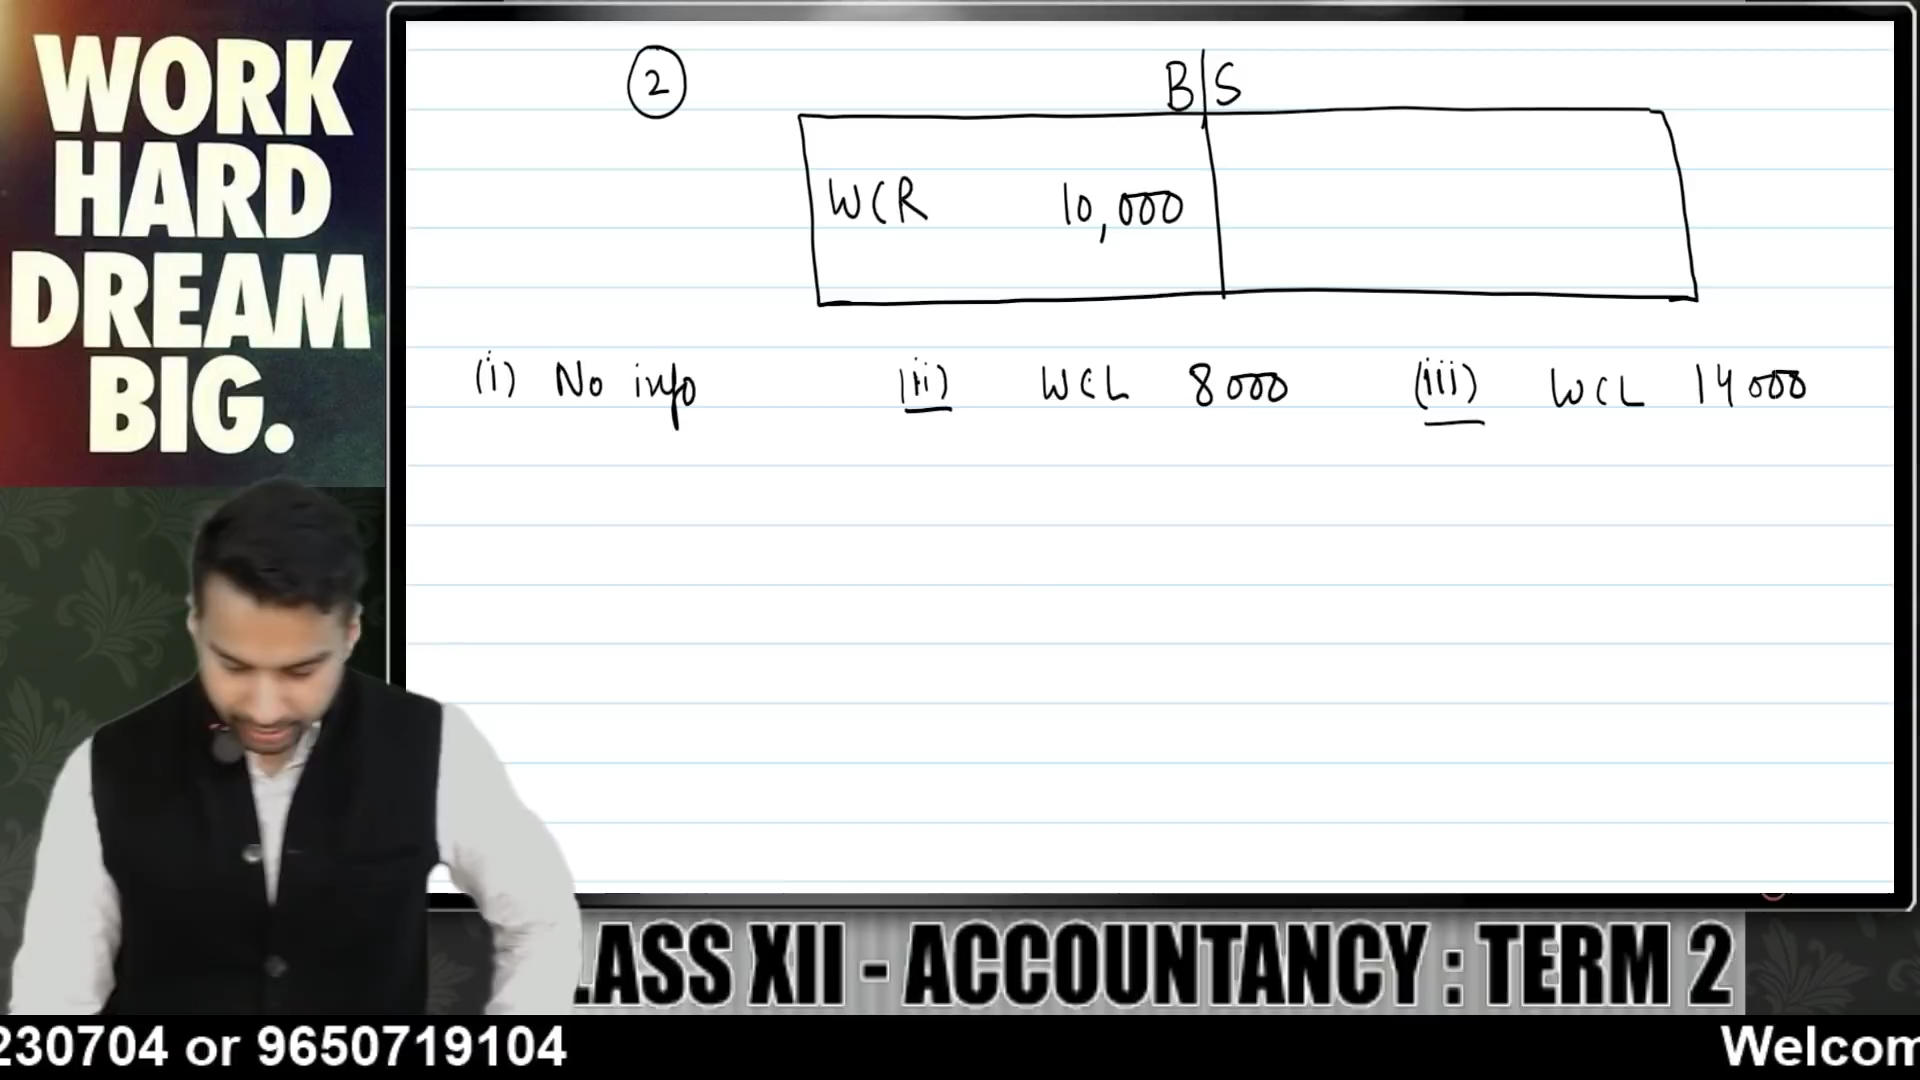 WORK
HARD
DREAM
BIG.
2
B/S
WCR 10,000
(i) No info (ii) WCL 8000 (iii) WCL 14000
LASS XII - ACCOUNTANCY : TERM 2
230704 or 9650719104
Welcom